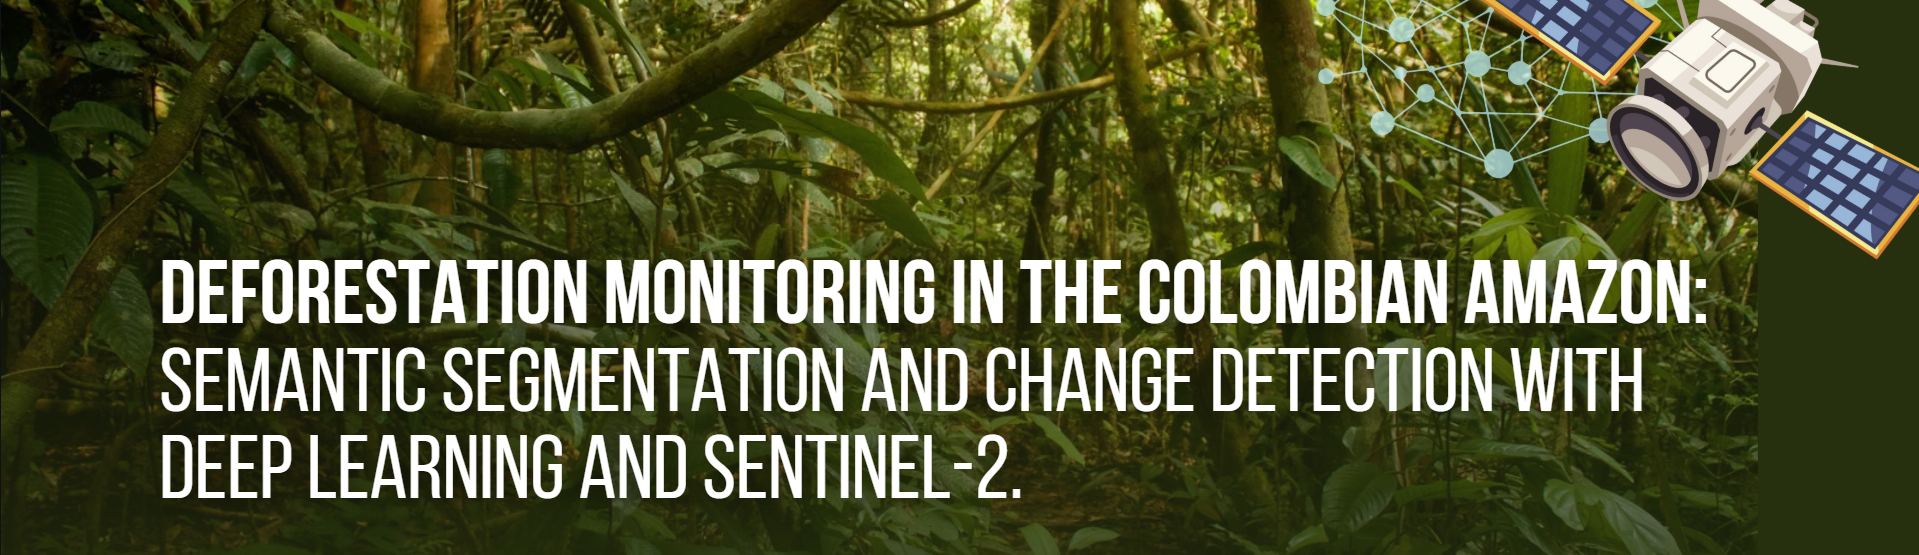 DEFORESTATION MONITORING IN THE COLOMBIAN AMAZON:
SEMANTIC SEGMENTATION AND CHANGE DETECTION WITH
DEEP LEARNING AND SENTINEL-2.